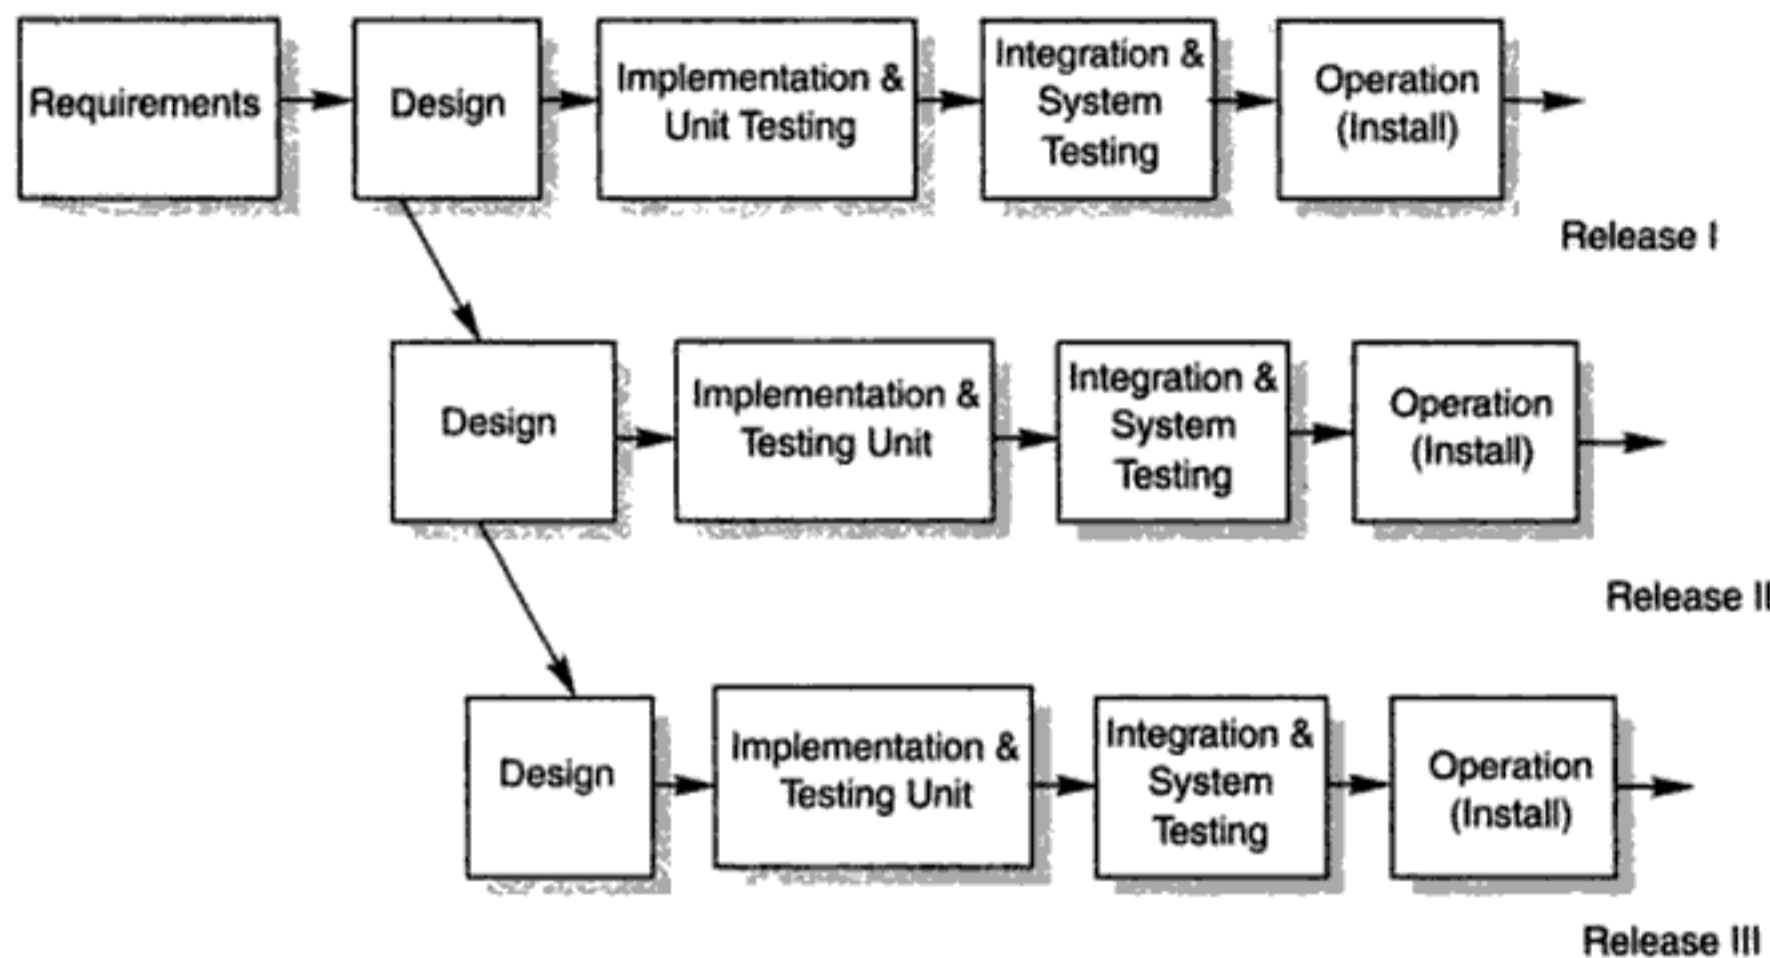 Requirements
Design
Implementation &
Unit Testing
Integration &
System
Testing
Operation
(Install)
Release I
Design
Implementation &
Testing Unit
Integration &
System
Testing
Operation
(Install)
Release II
Design
Implementation &
Testing Unit
Integration &
System
Testing
Operation
(Install)
Release III